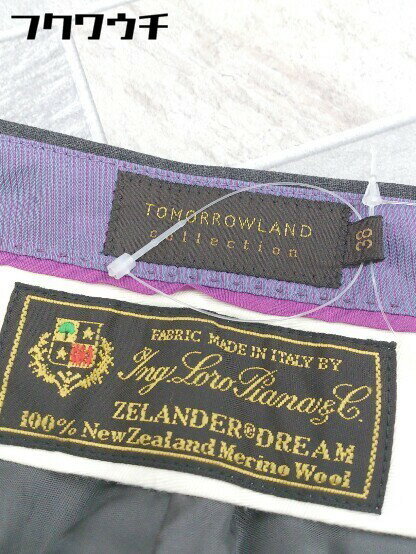 フクウクチ
TOMORROWLAND
collection
38
FABRIC MADE IN ITALY BY
Ing. Loro Piana & C.
ZELANDER®DREAM
100% New Zealand Merino Wool